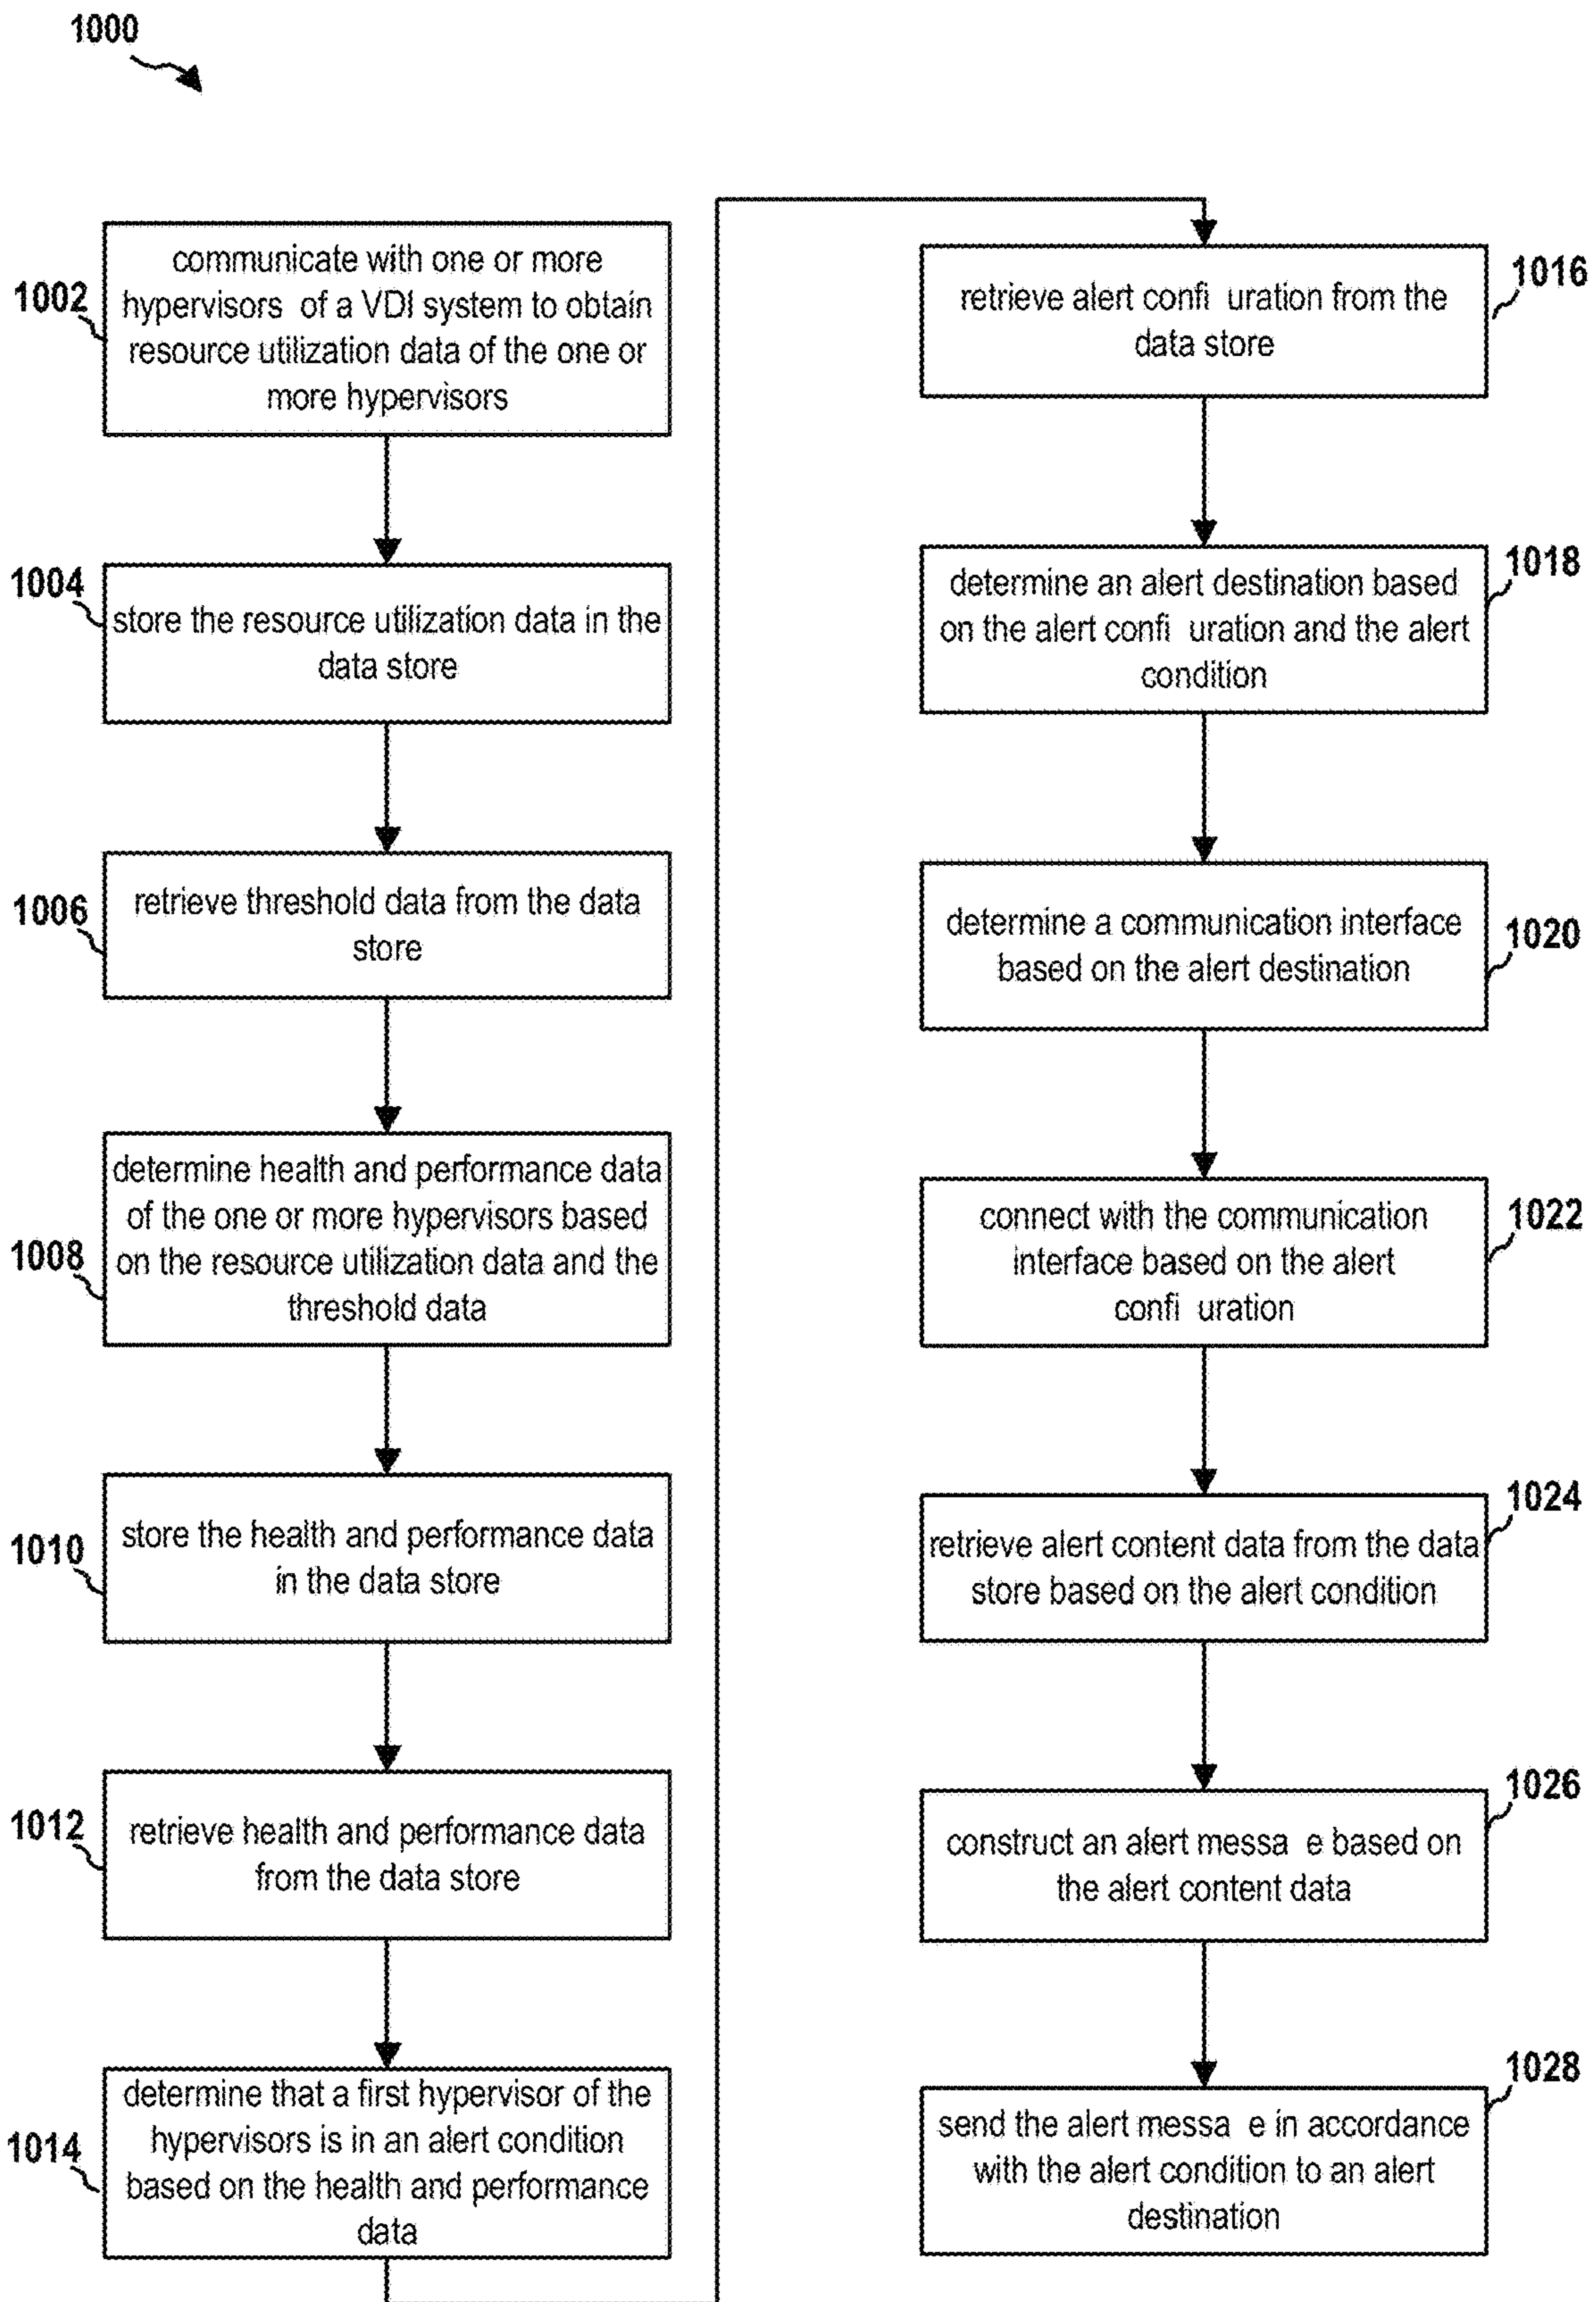 1000
1002
communicate with one or more
hypervisors of a VDI system to obtain
resource utilization data of the one or
more hypervisors
1004
store the resource utilization data in the
data store
1006
retrieve threshold data from the data
store
1008
determine health and performance data
of the one or more hypervisors based
on the resource utilization data and the
threshold data
1010
store the health and performance data
in the data store
1012
retrieve health and performance data
from the data store
1014
determine that a first hypervisor of the
hypervisors is in an alert condition
based on the health and performance
data
1016
retrieve alert confi uration from the
data store
1018
determine an alert destination based
on the alert confi uration and the alert
condition
1020
determine a communication interface
based on the alert destination
1022
connect with the communication
interface based on the alert
confi uration
1024
retrieve alert content data from the data
store based on the alert condition
1026
construct an alert messa e based on
the alert content data
1028
send the alert messa e in accordance
with the alert condition to an alert
destination